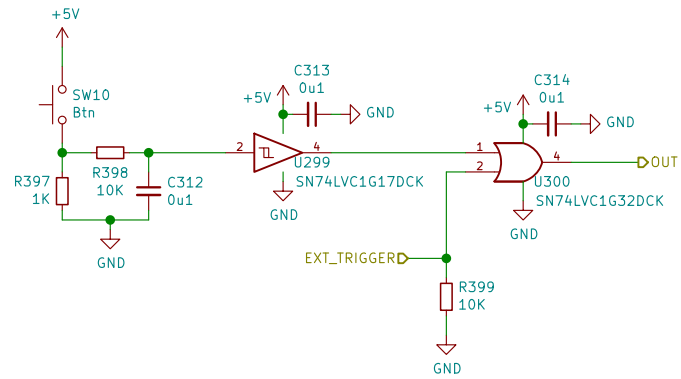 +5V
SW10
Btn
R397
1K
R398
10K
C312
0u1
GND
+5V
C313
0u1
GND
2
4
U299
SN74LVC1G17DCK
GND
+5V
C314
0u1
GND
1
2
4
U300
SN74LVC1G32DCK
GND
OUT
EXT_TRIGGER
R399
10K
GND